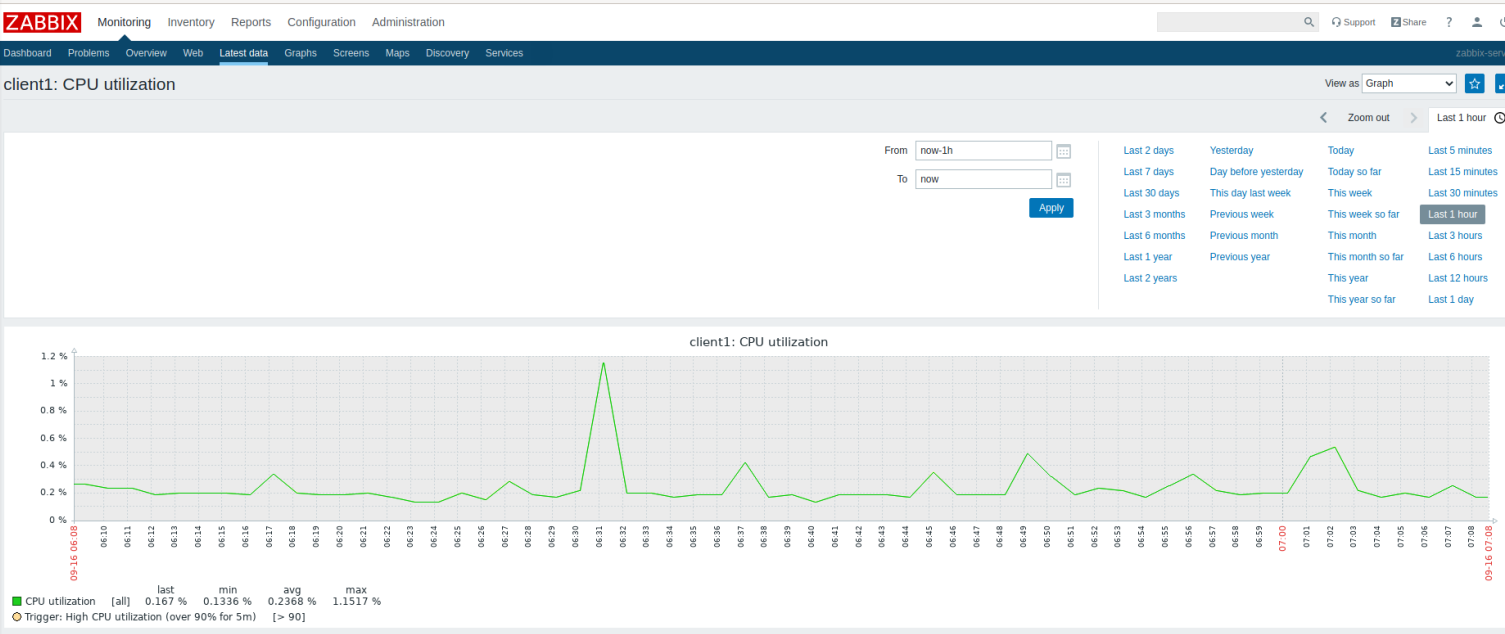 ZABBIX Monitoring Inventory Reports Configuration Administration Support Z Share ?
Dashboard Problems Overview Web Latest data Graphs Screens Maps Discovery Services zabbix-serv
client1: CPU utilization View as Graph
Zoom out Last 1 hour
From now-1h
To now
Apply
Last 2 days Yesterday Today Last 5 minutes
Last 7 days Day before yesterday Today so far Last 15 minutes
Last 30 days This day last week This week Last 30 minutes
Last 3 months Previous week This week so far Last 1 hour
Last 6 months Previous month This month Last 3 hours
Last 1 year Previous year This month so far Last 6 hours
Last 2 years This year Last 12 hours
This year so far Last 1 day
client1: CPU utilization
1.2 %
1 %
0.8 %
0.6 %
0.4 %
0.2 %
0 %
09-16 06:08 06:10 06:11 06:12 06:13 06:14 06:15 06:16 06:17 06:18 06:19 06:20 06:21 06:22 06:23 06:24 06:25 06:26 06:27 06:28 06:29 06:30 06:31 06:32 06:33 06:34 06:35 06:36 06:37 06:38 06:39 06:40 06:41 06:42 06:43 06:44 06:45 06:46 06:47 06:48 06:49 06:50 06:51 06:52 06:53 06:54 06:55 06:56 06:57 06:58 06:59 07:00 07:01 07:02 07:03 07:04 07:05 07:06 07:07 07:08 09-16 07:08
last min avg max
CPU utilization [all] 0.167 % 0.1336 % 0.2368 % 1.1517 %
Trigger: High CPU utilization (over 90% for 5m) [> 90]